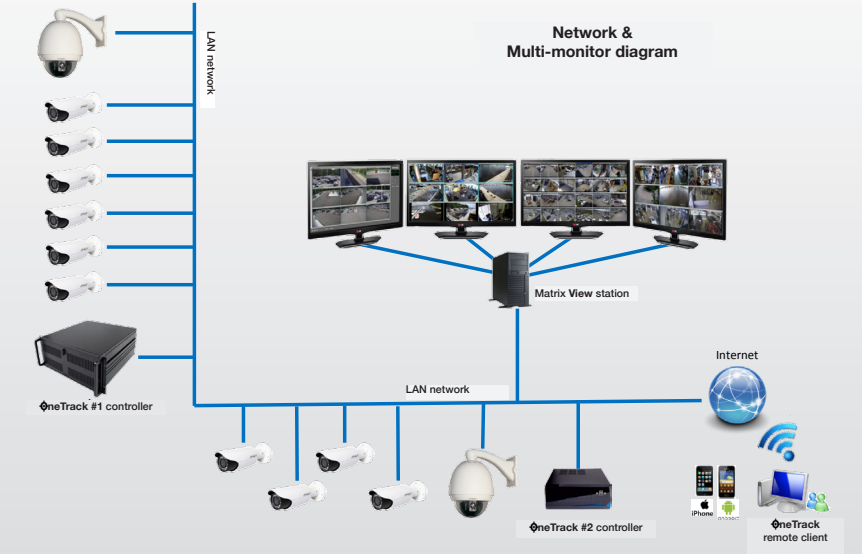 Network &
Multi-monitor diagram
LAN network
Matrix View station
Internet
LAN network
OneTrack #1 controller
iPhone
ANDROID
OneTrack #2 controller
OneTrack
remote client